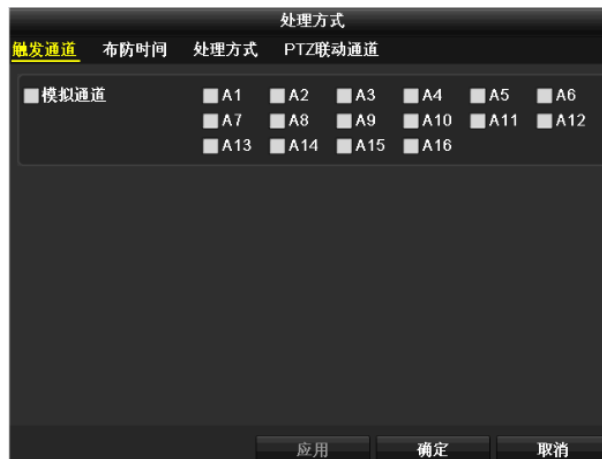 处理方式
触发通道 布防时间 处理方式 PTZ联动通道
模拟通道 A1 A2 A3 A4 A5 A6
A7 A8 A9 A10 A11 A12
A13 A14 A15 A16
应用 确定 取消